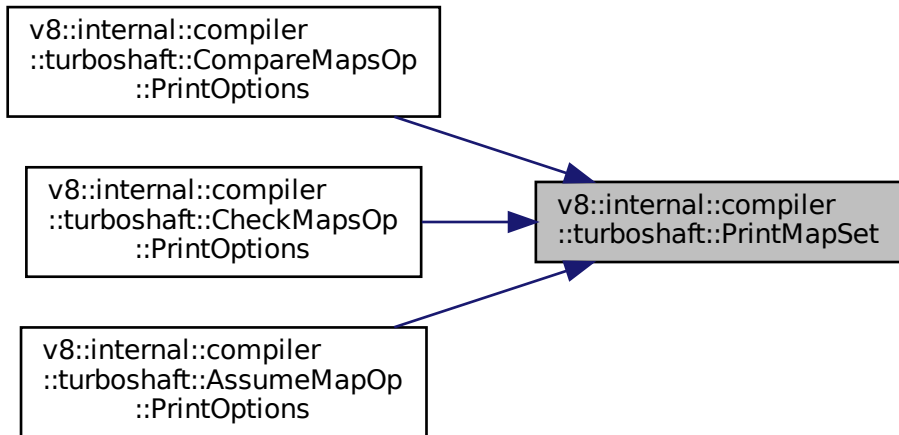 v8::internal::compiler
::turboshaft::CompareMapsOp
::PrintOptions
v8::internal::compiler
::turboshaft::CheckMapsOp
::PrintOptions
v8::internal::compiler
::turboshaft::AssumeMapOp
::PrintOptions
v8::internal::compiler
::turboshaft::PrintMapSet